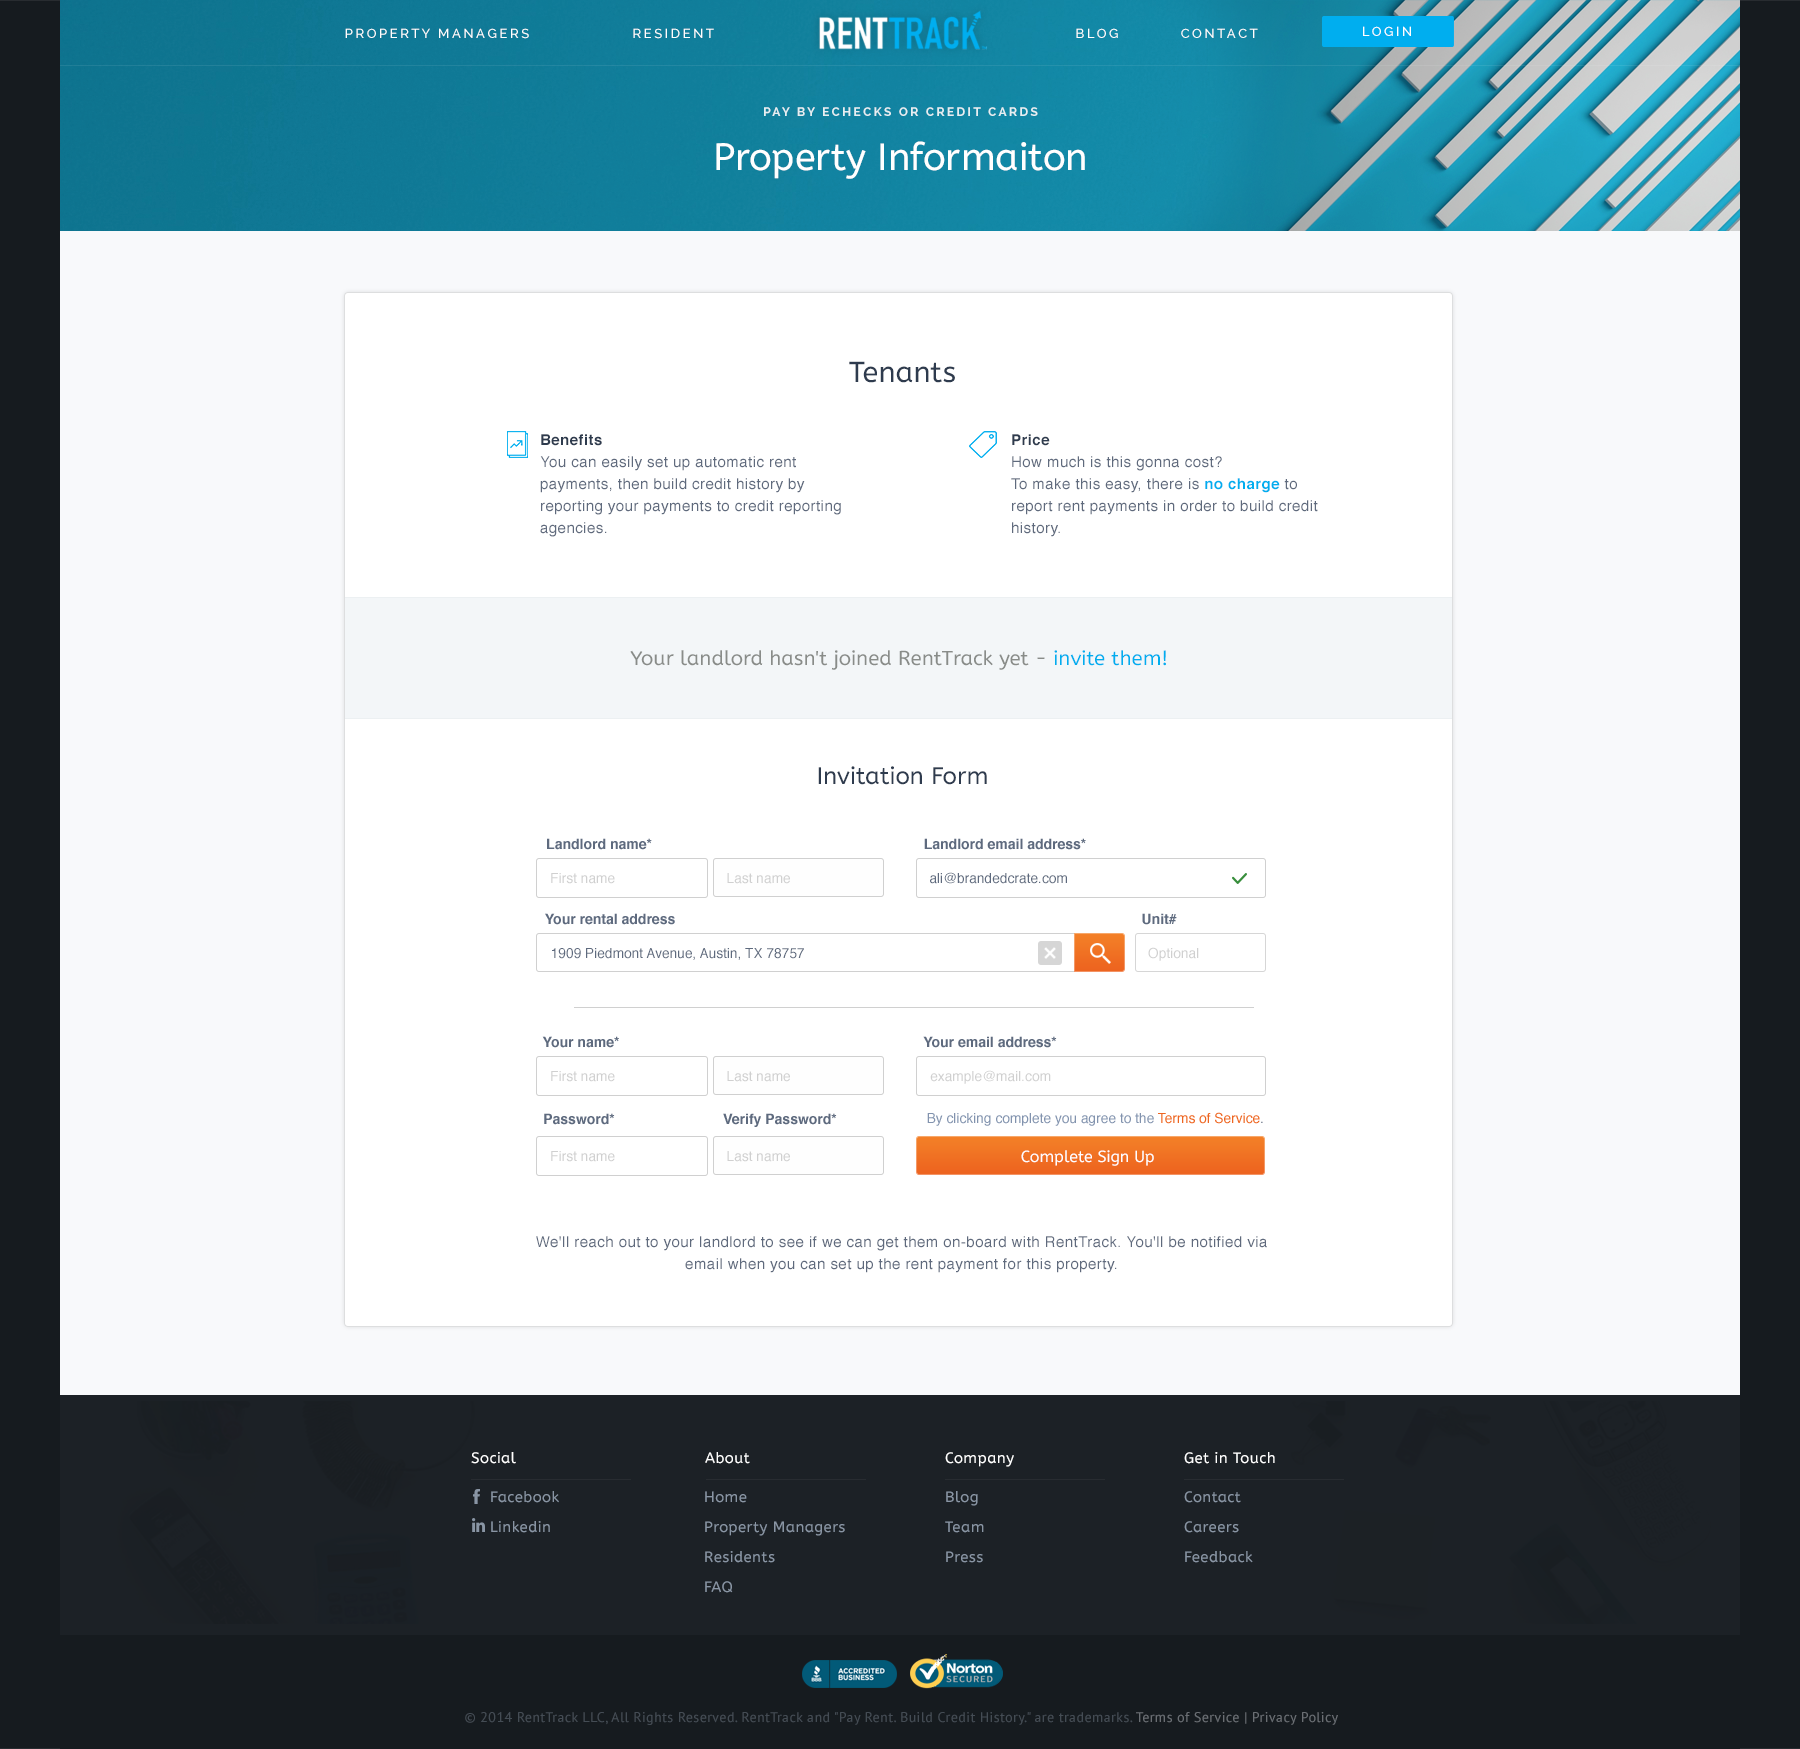 PROPERTY MANAGERS
RESIDENT
RENTTRACK
BLOG
CONTACT
LOGIN
PAY BY ECHECKS OR CREDIT CARDS
Property Informaiton
Tenants
Benefits
You can easily set up automatic rent
payments, then build credit history by
reporting your payments to credit reporting
agencies.
Price
How much is this gonna cost?
To make this easy, there is no charge to
report rent payments in order to build credit
history.
Your landlord hasn't joined RentTrack yet - invite them!
Invitation Form
Landlord name*
Landlord email address*
First name
Last name
ali@brandedcrate.com
Your rental address
Unit#
1909 Piedmont Avenue, Austin, TX 78757
Optional
Your name*
Your email address*
First name
Last name
example@mail.com
Password*
Verify Password*
By clicking complete you agree to the Terms of Service.
First name
Last name
Complete Sign Up
We'll reach out to your landlord to see if we can get them on-board with RentTrack. You'll be notified via
email when you can set up the rent payment for this property.
Social
Facebook
in Linkedin
About
Home
Property Managers
Residents
FAQ
Company
Blog
Team
Press
Get in Touch
Contact
Careers
Feedback
ACCREDITED
BUSINESS
Norton
SECURED
© 2014 RentTrack LLC, All Rights Reserved. RentTrack and "Pay Rent. Build Credit History." are trademarks. Terms of Service | Privacy Policy